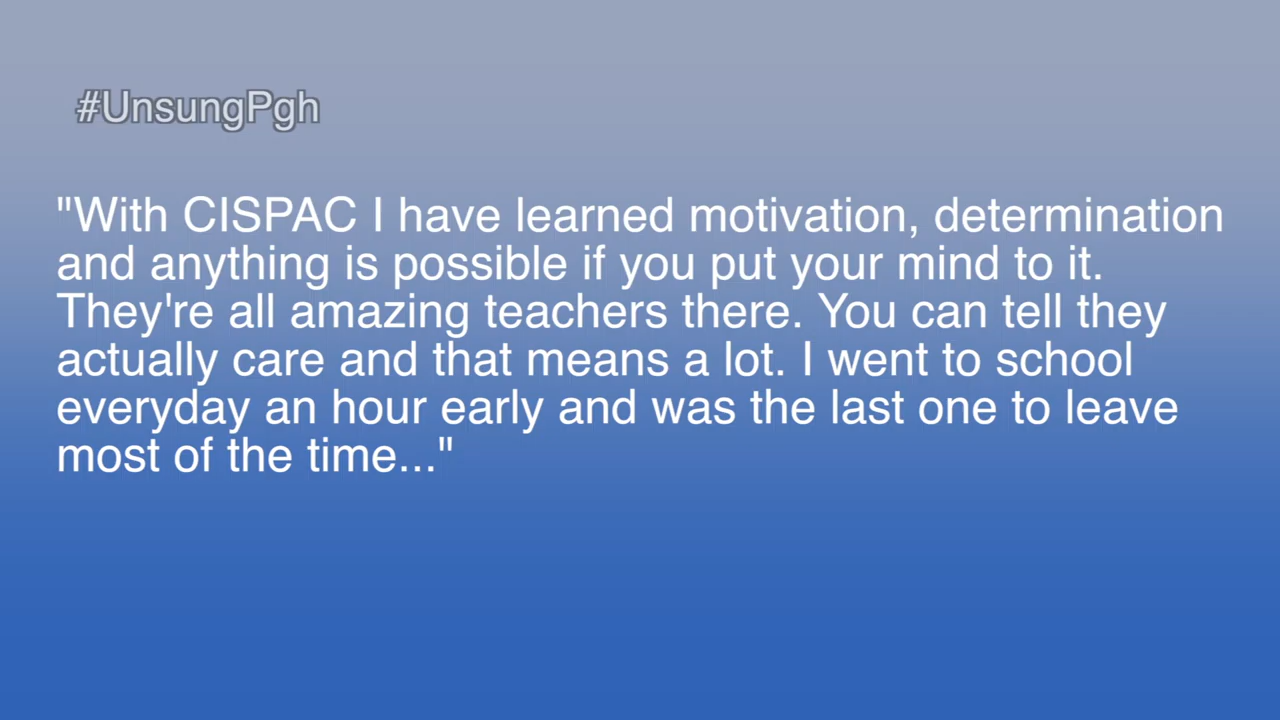 #UnsungPgh
"With CISPAC I have learned motivation, determination
and anything is possible if you put your mind to it.
They're all amazing teachers there. You can tell they
actually care and that means a lot. I went to school
everyday an hour early and was the last one to leave
most of the time..."